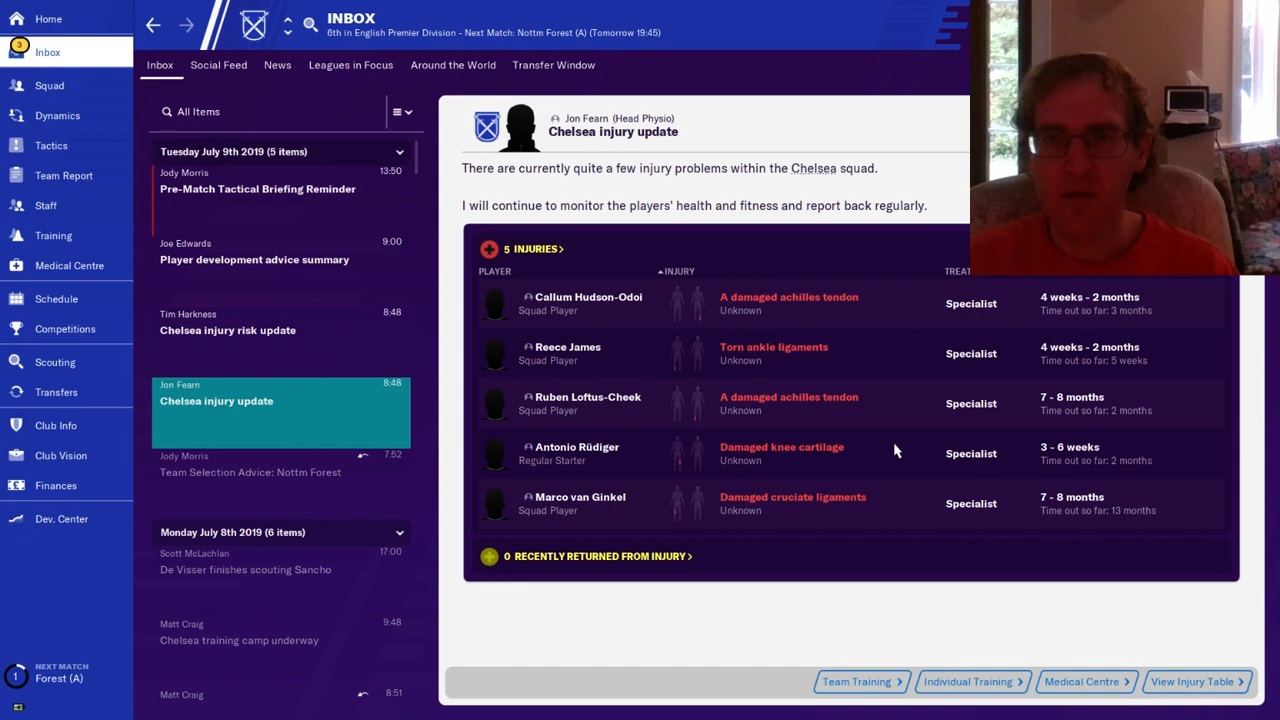 Home
3
Inbox
Squad
Dynamics
Tactics
Team Report
Staff
Training
Medical Centre
Schedule
Competitions
Scouting
Transfers
Club Info
Club Vision
Finances
Dev. Center
1
NEXT MATCH
Forest (A)
INBOX
6th in English Premier Division - Next Match: Nottm Forest (A) (Tomorrow 19:45)
Inbox Social Feed News Leagues in Focus Around the World Transfer Window
All Items
Tuesday July 9th 2019 (5 items)
Jody Morris 13:50
Pre-Match Tactical Briefing Reminder
Joe Edwards 9:00
Player development advice summary
Tim Harkness 8:48
Chelsea injury risk update
Jon Fearn 8:48
Chelsea injury update
Jody Morris 7:52
Team Selection Advice: Nottm Forest
Monday July 8th 2019 (6 items)
Scott McLachlan 17:00
De Visser finishes scouting Sancho
Matt Craig 9:48
Chelsea training camp underway
Matt Craig 8:51
Jon Fearn (Head Physio)
Chelsea injury update
There are currently quite a few injury problems within the Chelsea squad.
I will continue to monitor the players' health and fitness and report back regularly.
5 INJURIES>
PLAYER INJURY TREAT
Callum Hudson-Odoi A damaged achilles tendon Specialist 4 weeks - 2 months
Squad Player Unknown Time out so far: 3 months
Reece James Torn ankle ligaments Specialist 4 weeks - 2 months
Squad Player Unknown Time out so far: 5 weeks
Ruben Loftus-Cheek A damaged achilles tendon Specialist 7 - 8 months
Squad Player Unknown Time out so far: 2 months
Antonio Rüdiger Damaged knee cartilage Specialist 3 - 6 weeks
Regular Starter Unknown Time out so far: 2 months
Marco van Ginkel Damaged cruciate ligaments Specialist 7 - 8 months
Squad Player Unknown Time out so far: 13 months
0 RECENTLY RETURNED FROM INJURY>
Team Training > Individual Training > Medical Centre > View Injury Table >